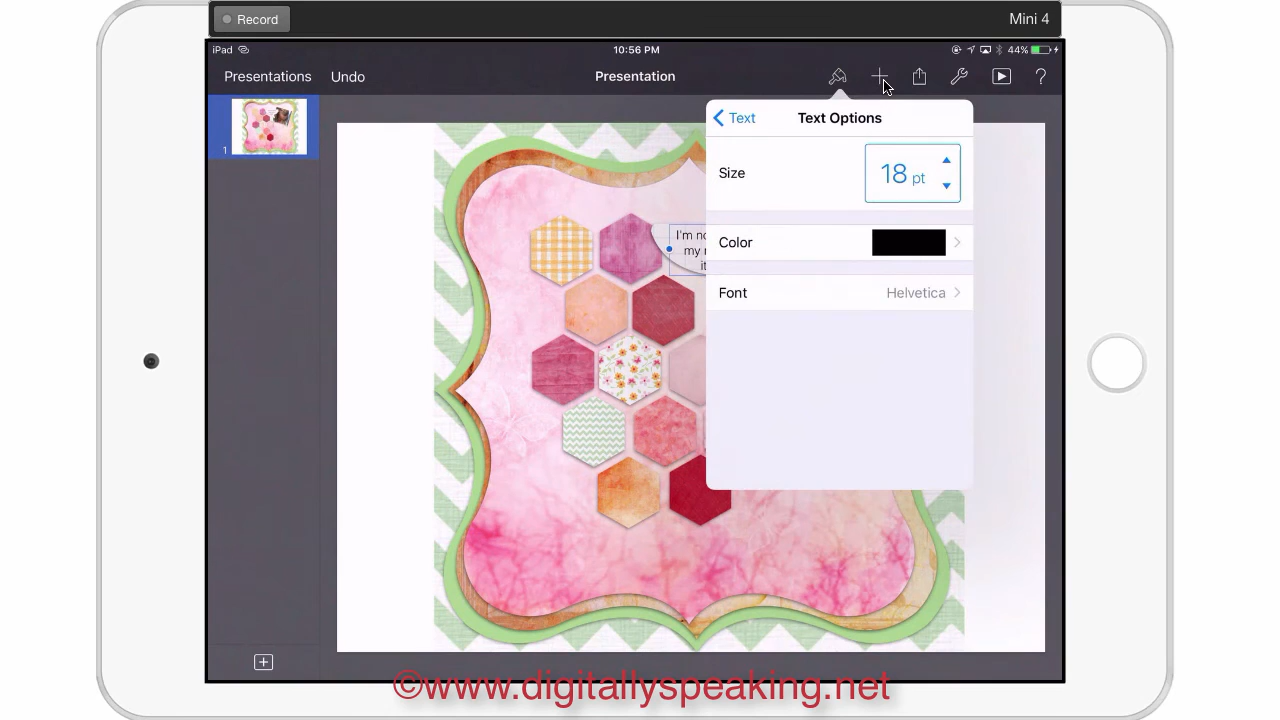 Record
Mini 4
iPad
10:56 PM
44%
Presentations
Undo
Presentation
?
1
Text
Text Options
Size
18 pt
Color
Font
Helvetica
I'm no
my
it
©www.digitallyspeaking.net